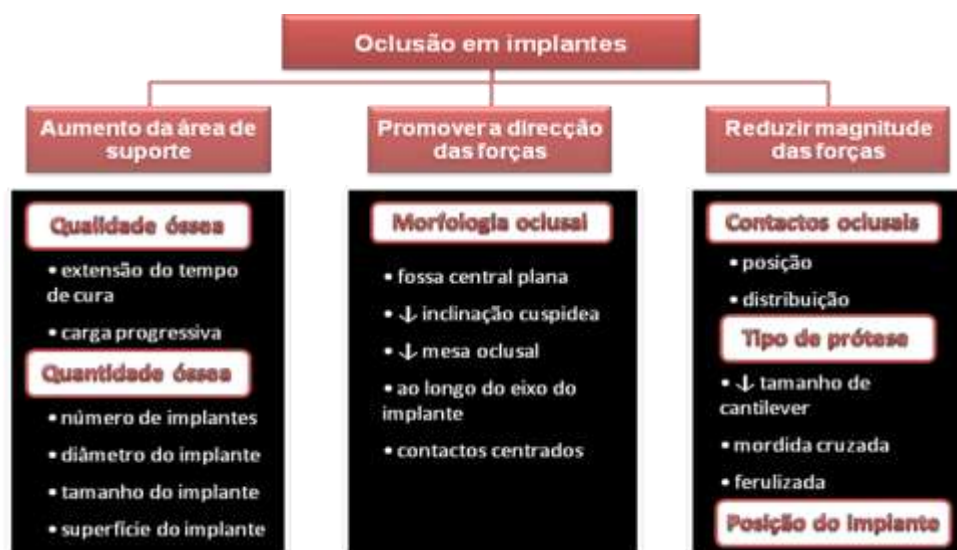 Oclusão em implantes
Aumento da área de
suporte
Qualidade óssea
• extensão do tempo
de cura
• carga progressiva
Quantidade óssea
• número de implantes
• diâmetro do implante
• tamanho do implante
• superfície do implante
Promover a direcção
das forças
Morfologia oclusal
• fossa central plana
• ↓ inclinação cuspidea
• ↓ mesa oclusal
• ao longo do eixo do
implante
• contactos centrados
Reduzir magnitude
das forças
Contactos oclusais
• posição
• distribuição
Tipo de prótese
• ↓ tamanho de
cantilever
• mordida cruzada
• ferulizada
Posição do implante